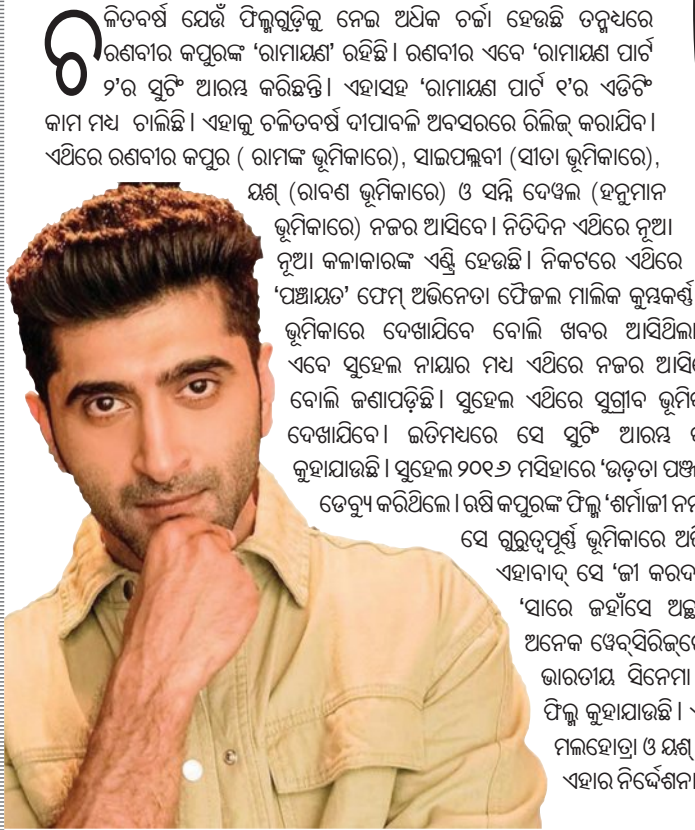 ଚଳିତବର୍ଷ ଯେଉଁ ଫିଲ୍ମଗୁଡ଼ିକୁ ନେଇ ଅଧିକ ଚର୍ଚ୍ଚା ହେଉଛି ତନ୍ମଧ୍ୟରେ
ରଣବୀର କପୁରଙ୍କ ‘ରାମାୟଣ’ ରହିଛି। ରଣବୀର ଏବେ ‘ରାମାୟଣ ପାର୍ଟ
୨’ର ସୁଟିଂ ଆରମ୍ଭ କରିଛନ୍ତି। ଏହାସହ ‘ରାମାୟଣ ପାର୍ଟ ୧’ର ଏଡିଟିଂ
କାମ ମଧ୍ୟ ଚାଲିଛି। ଏହାକୁ ଚଳିତବର୍ଷ ଦୀପାବଳି ଅବସରରେ ରିଲିଜ୍ କରାଯିବ।
ଏଥିରେ ରଣବୀର କପୁର ( ରାମଙ୍କ ଭୂମିକାରେ), ସାଇପଲ୍ଲବୀ (ସୀତା ଭୂମିକାରେ),
ୟଶ୍ (ରାବଣ ଭୂମିକାରେ) ଓ ସନ୍ନି ଦେୱଲ (ହନୁମାନ
ଭୂମିକାରେ) ନଜର ଆସିବେ। ନିତିଦିନ ଏଥିରେ ନୂଆ
ନୂଆ କଳାକାରଙ୍କ ଏଣ୍ଟ୍ରି ହେଉଛି। ନିକଟରେ ଏଥିରେ
‘ପଞ୍ଚାୟତ’ ଫେମ୍ ଅଭିନେତା ଫୈଜଲ ମାଲିକ କୁମ୍ଭକର୍ଣ୍ଣ
ଭୂମିକାରେ ଦେଖାଯିବେ ବୋଲି ଖବର
ଏବେ ସୁହେଲ ନାୟାର ମଧ୍ୟ ଏଥିରେ ନଜର
ବୋଲି ଜଣାପଡ଼ିଛି। ସୁହେଲ ଏଥିରେ ସୁଗ୍ରୀବ
ଦେଖାଯିବେ। ଇତିମଧ୍ୟରେ ସେ ସୁଟିଂ ଆରମ୍ଭ
କୁହାଯାଉଛି। ସୁହେଲ ୨୦୧୬ ମସିହାରେ ‘ଉଡ଼ତା
ଡେବ୍ୟୁ କରିଥିଲେ। ଋଷି କପୁରଙ୍କ ଫିଲ୍ମ ‘ଶର୍ମାଜୀ
ସେ ଗୁରୁତ୍ୱପୂର୍ଣ୍ଣ ଭୂମିକାରେ
ଏହାବାଦ୍ ସେ ‘ଜୀ
‘ସାରେ ଜହାଁସେ
ଅନେକ
ଭାରତୀୟ ସିନେମା
ଫିଲ୍ମ କୁହାଯାଉଛି।
ମଲହୋତ୍ରା ଓ ୟଶ୍
ଏହାର